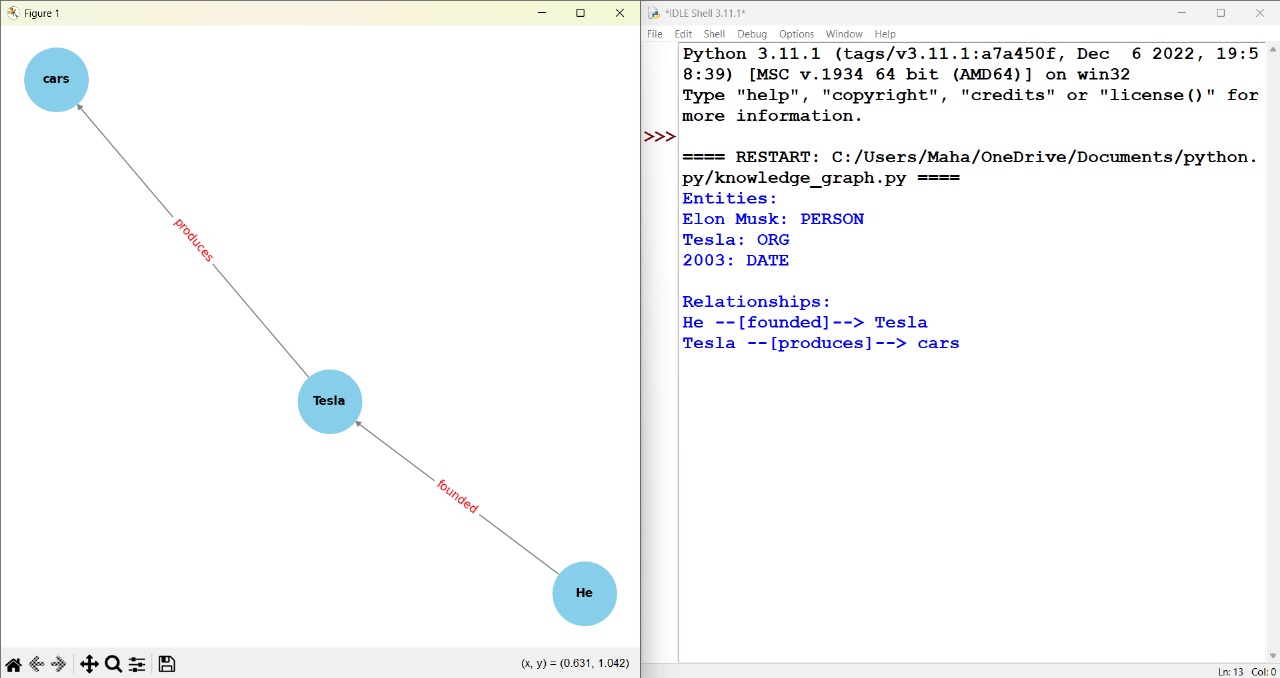 Figure 1
cars
produces
Tesla
founded
He
(x, y) = (0.631, 1.042)
*IDLE Shell 3.11.1*
File Edit Shell Debug Options Window Help
Python 3.11.1 (tags/v3.11.1:a7a450f, Dec  6 2022, 19:5
8:39) [MSC v.1934 64 bit (AMD64)] on win32
Type "help", "copyright", "credits" or "license()" for
more information.
>>>
==== RESTART: C:/Users/Maha/OneDrive/Documents/python.
py/knowledge_graph.py ====
Entities:
Elon Musk: PERSON
Tesla: ORG
2003: DATE
Relationships:
He --[founded]--> Tesla
Tesla --[produces]--> cars
Ln: 13 Col: 0